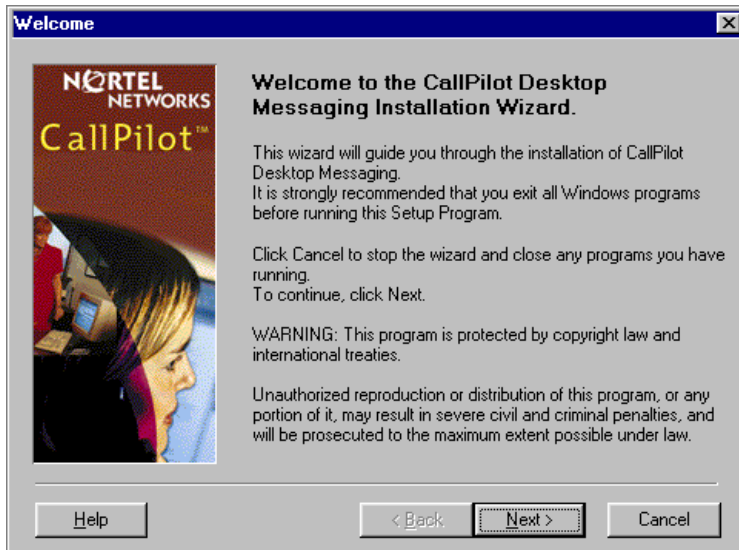 Welcome
NORTEL
NETWORKS
CallPilot™
Welcome to the CallPilot Desktop
Messaging Installation Wizard.
This wizard will guide you through the installation of CallPilot
Desktop Messaging.
It is strongly recommended that you exit all Windows programs
before running this Setup Program.
Click Cancel to stop the wizard and close any programs you have
running.
To continue, click Next.
WARNING: This program is protected by copyright law and
international treaties.
Unauthorized reproduction or distribution of this program, or any
portion of it, may result in severe civil and criminal penalties, and
will be prosecuted to the maximum extent possible under law.
Help
< Back
Next >
Cancel